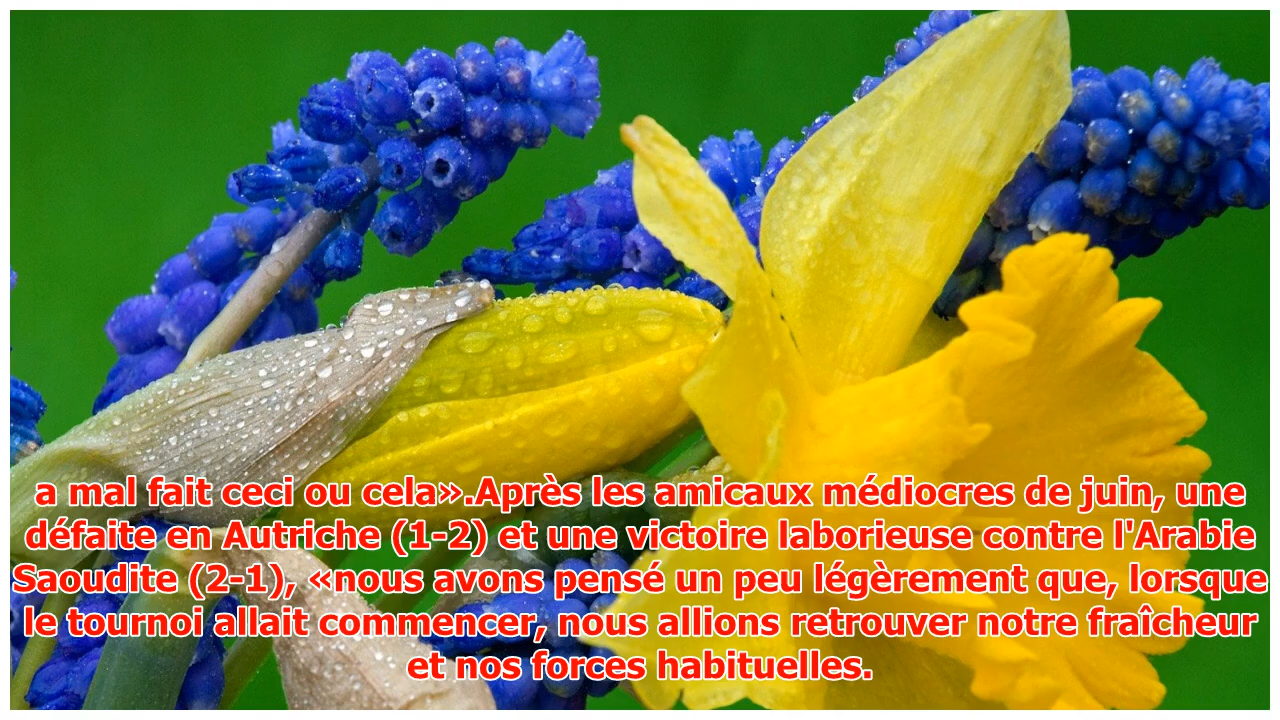 a mal fait ceci ou cela».Après les amicaux médiocres de juin, une
défaite en Autriche (1-2) et une victoire laborieuse contre l'Arabie
Saoudite (2-1), «nous avons pensé un peu légèrement que, lorsque
le tournoi allait commencer, nous allions retrouver notre fraîcheur
et nos forces habituelles.